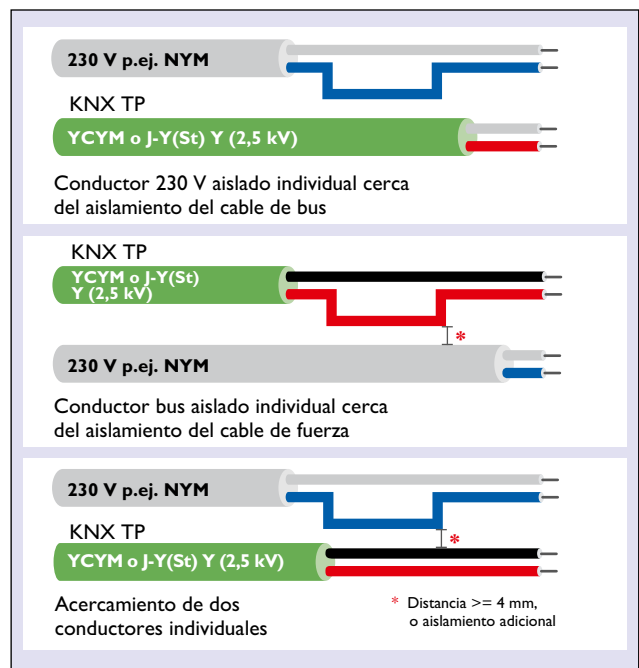 230 V p.ej. NYM
KNX TP
YCYM o J-Y(St) Y (2,5 kV)
Conductor 230 V aislado individual cerca
del aislamiento del cable de bus
KNX TP
YCYM o J-Y(St)
Y (2,5 kV)
*
230 V p.ej. NYM
Conductor bus aislado individual cerca
del aislamiento del cable de fuerza
230 V p.ej. NYM
KNX TP
*
YCYM o J-Y(St) Y (2,5 kV)
Acercamiento de dos
conductores individuales
* Distancia >= 4 mm,
o aislamiento adicional